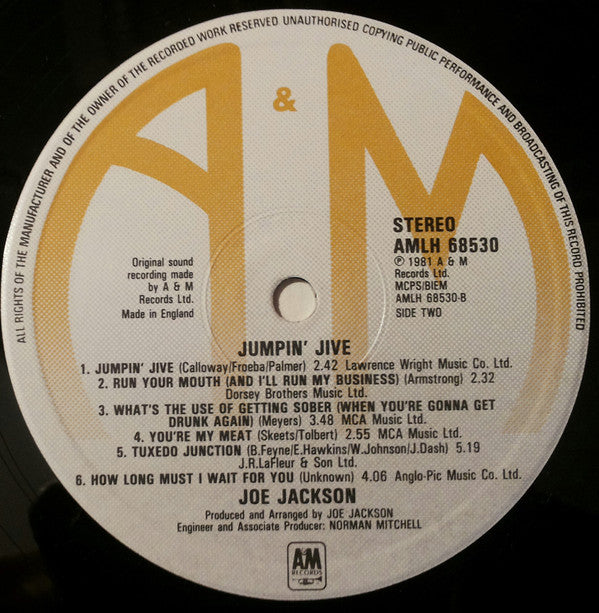 ALL RIGHTS OF THE MANUFACTURER AND OF THE OWNER OF THE RECORDED WORK RESERVED UNAUTHORISED COPYING PUBLIC PERFORMANCE AND BROADCASTING OF THIS RECORD PROHIBITED
A & M
STEREO
AMLH 68530
℗ 1981 A & M
Records Ltd.
MCPS/BIEM
AMLH 68530-B
SIDE TWO
Original sound
recording made
by A & M
Records Ltd.
Made in England
JUMPIN' JIVE
1. JUMPIN' JIVE (Calloway/Froeba/Palmer) 2.42 Lawrence Wright Music Co. Ltd.
2. RUN YOUR MOUTH (AND I'LL RUN MY BUSINESS) (Armstrong) 2.32
Dorsey Brothers Music Ltd.
3. WHAT'S THE USE OF GETTING SOBER (WHEN YOU'RE GONNA GET
DRUNK AGAIN) (Meyers) 3.48 MCA Music Ltd.
4. YOU'RE MY MEAT (Skeets/Tolbert) 2.55 MCA Music Ltd.
5. TUXEDO JUNCTION (B.Feyne/E.Hawkins/W.Johnson/J.Dash) 5.19
J.R.LaFleur & Son Ltd.
6. HOW LONG MUST I WAIT FOR YOU (Unknown) 4.06 Anglo-Pic Music Co. Ltd.
JOE JACKSON
Produced and Arranged by JOE JACKSON
Engineer and Associate Producer: NORMAN MITCHELL
A&M
RECORDS